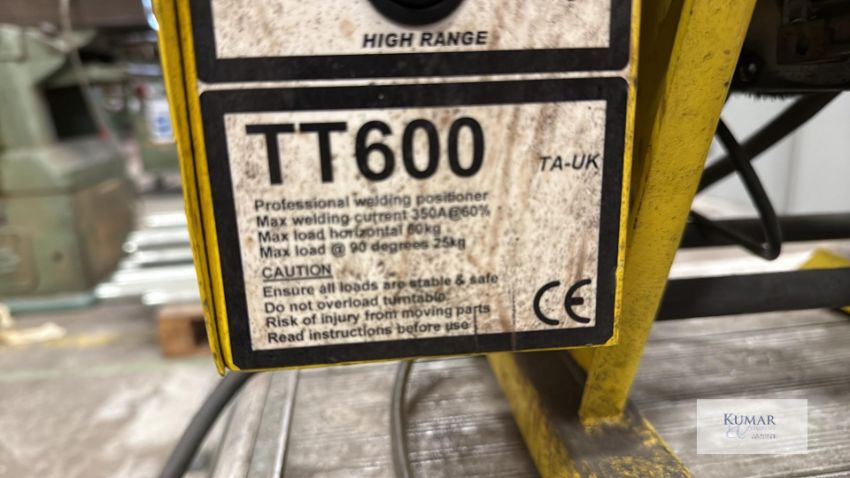 HIGH RANGE
TT600
TA-UK
Professional welding positioner
Max welding current 350A@60%
Max load horizontal 60kg
Max load @ 90 degrees 25kg
CAUTION
Ensure all loads are stable & safe
Do not overload turntable
Risk of injury from moving parts
Read instructions before use
CE
KUMAR